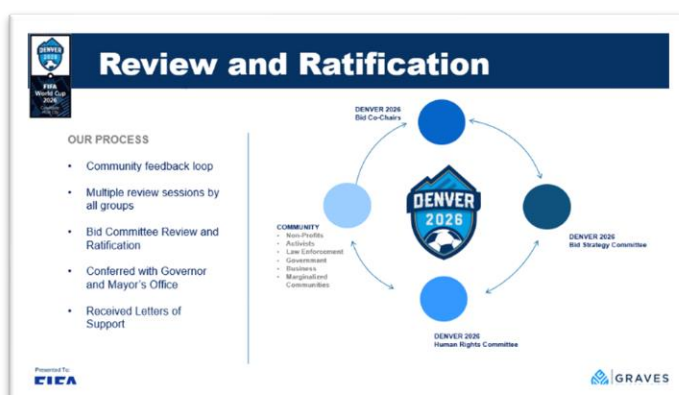 DENVER
2026
FIFA
World Cup
2026
Review and Ratification
OUR PROCESS
• Community feedback loop
• Multiple review sessions by
all groups
• Bid Committee Review and
Ratification
• Conferred with Governor
and Mayor's Office
• Received Letters of
Support
DENVER 2026
Bid Co-Chairs
DENVER
2026
COMMUNITY
• Non-Profits
• Activists
• Law Enforcement
• Government
• Business
• Marginalized
Communities
DENVER 2026
Bid Strategy Committee
DENVER 2026
Human Rights Committee
Presented To:
FIFA
GRAVES